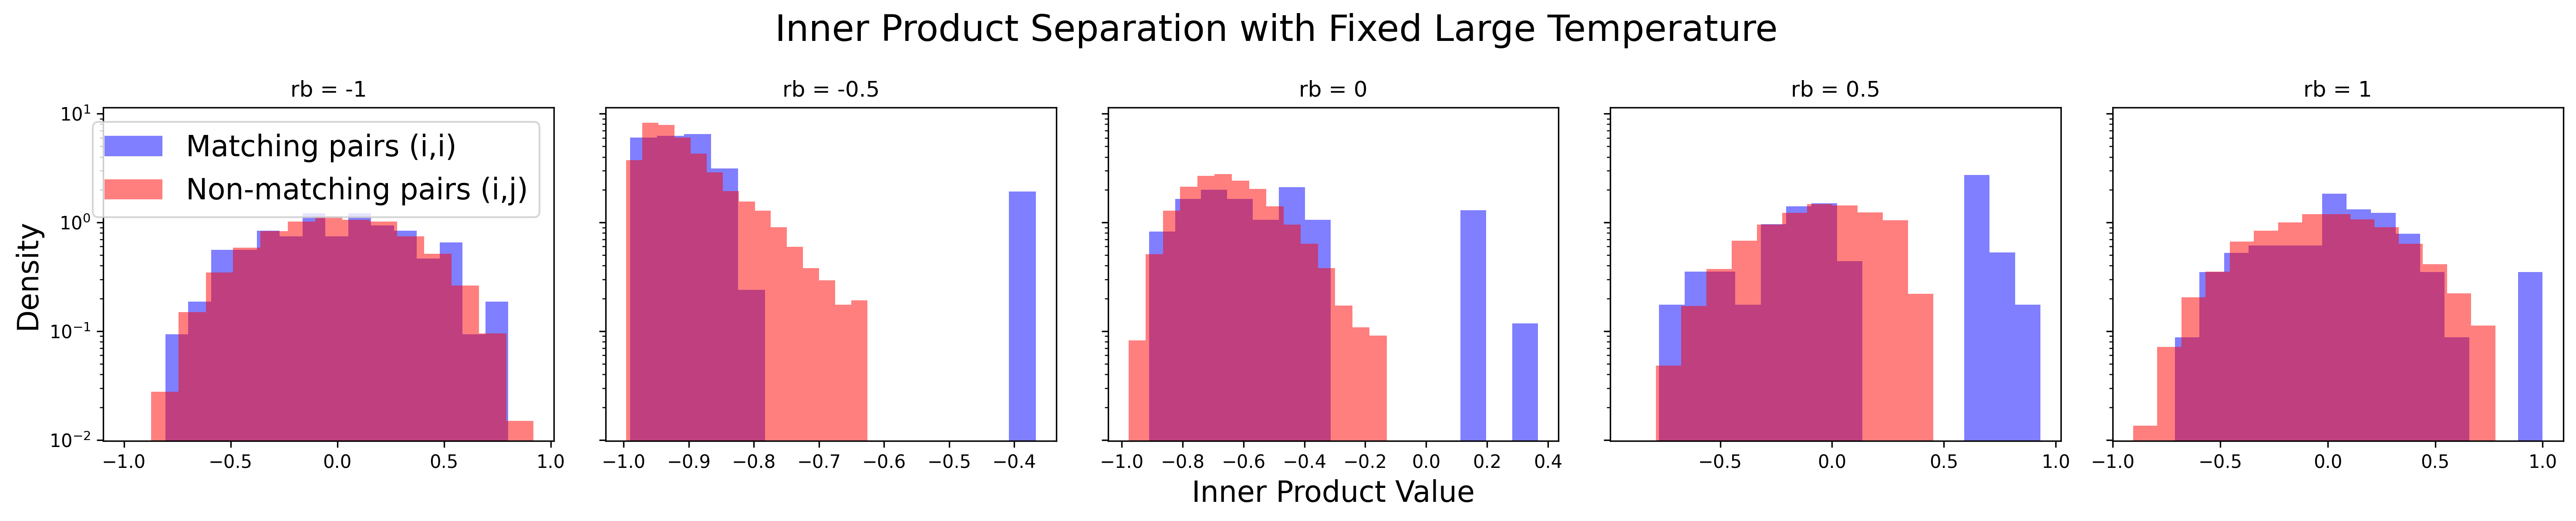 Inner Product Separation with Fixed Large Temperature
rb = -1
rb = -0.5
rb = 0
rb = 0.5
rb = 1
Matching pairs (i,i)
Non-matching pairs (i,j)
Density
10¹
10⁰
10⁻¹
10⁻²
−1.0 −0.5 0.0 0.5 1.0
−1.0 −0.9 −0.8 −0.7 −0.6 −0.5 −0.4
−1.0 −0.8 −0.6 −0.4 −0.2 0.0 0.2 0.4
−0.5 0.0 0.5 1.0
−1.0 −0.5 0.0 0.5 1.0
Inner Product Value